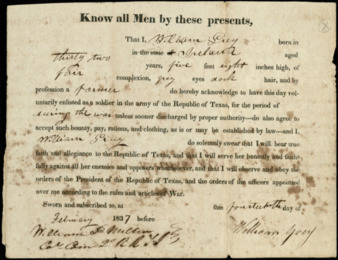 Know all Men by these presents,
That I, William Grey born in
in the state of Ireland aged
thirty two years, five feet eight inches high, of
fair complexion, grey eyes dark hair, and by
profession a farmer do hereby acknowledge to have this day vol-
untarily enlisted as a soldier in the army of the Republic of Texas, for the period of
during the war unless sooner discharged by proper authority—do also agree to
accept such bounty, pay, rations, and clothing, as is or may be established by law—and I
William Grey do solemnly swear that I will bear true
faith and allegiance to the Republic of Texas, and that I will serve her honestly and faith-
fully against all her enemies and opposers whatsoever, and that I will observe and obey the
orders of the President of the Republic of Texas, and the orders of the officers appointed
over me according to the rules and articles of War.
Sworn and subscribed to, at this fourteenth day of
February 1837 before
William Grey
William